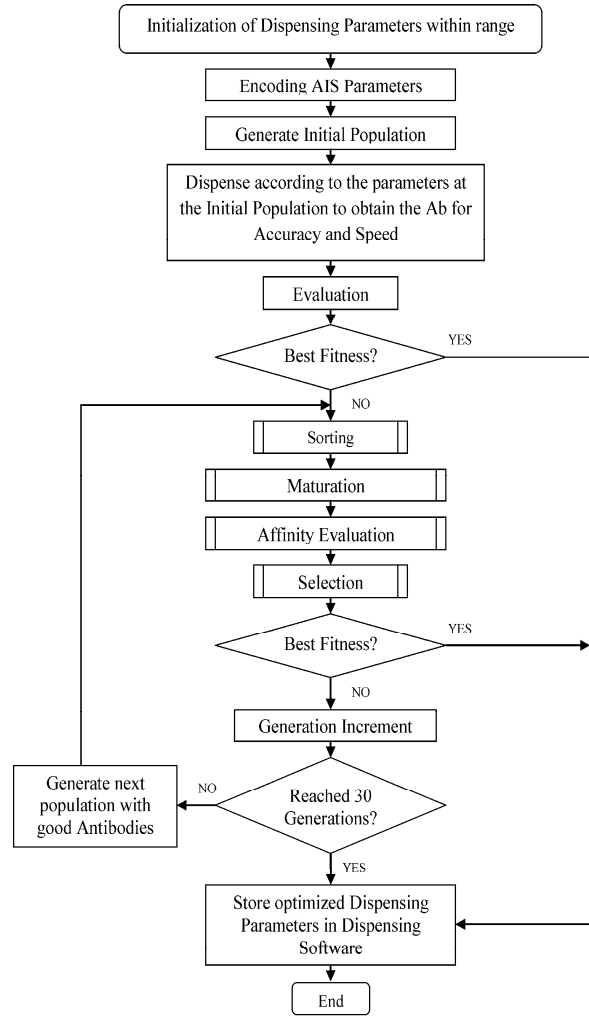 Initialization of Dispensing Parameters within range
Encoding AIS Parameters
Generate Initial Population
Dispense according to the parameters at
the Initial Population to obtain the Ab for
Accuracy and Speed
Evaluation
Best Fitness?
YES
NO
Sorting
Maturation
Affinity Evaluation
Selection
Best Fitness?
YES
NO
Generation Increment
Reached 30
Generations?
NO
Generate next
population with
good Antibodies
YES
Store optimized Dispensing
Parameters in Dispensing
Software
End